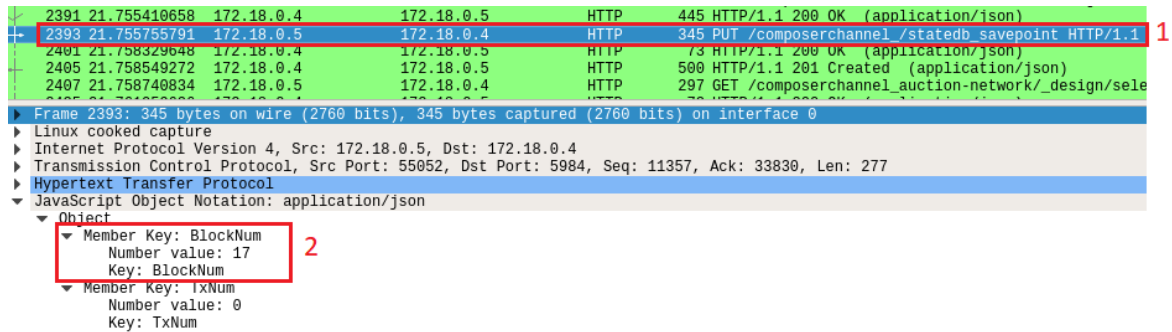 2391 21.755410658 172.18.0.4 172.18.0.5 HTTP 445 HTTP/1.1 200 OK (application/json)
2393 21.755755791 172.18.0.5 172.18.0.4 HTTP 345 PUT /composerchannel_/statedb_savepoint HTTP/1.1 1
2401 21.758329648 172.18.0.4 172.18.0.5 HTTP 73 HTTP/1.1 200 OK (application/json)
2405 21.758549272 172.18.0.4 172.18.0.5 HTTP 500 HTTP/1.1 201 Created (application/json)
2407 21.758740834 172.18.0.5 172.18.0.4 HTTP 297 GET /composerchannel_auction-network/_design/sele
Frame 2393: 345 bytes on wire (2760 bits), 345 bytes captured (2760 bits) on interface 0
Linux cooked capture
Internet Protocol Version 4, Src: 172.18.0.5, Dst: 172.18.0.4
Transmission Control Protocol, Src Port: 55052, Dst Port: 5984, Seq: 11357, Ack: 33830, Len: 277
Hypertext Transfer Protocol
JavaScript Object Notation: application/json
Object
Member Key: BlockNum
Number value: 17 2
Key: BlockNum
Member Key: TxNum
Number value: 0
Key: TxNum